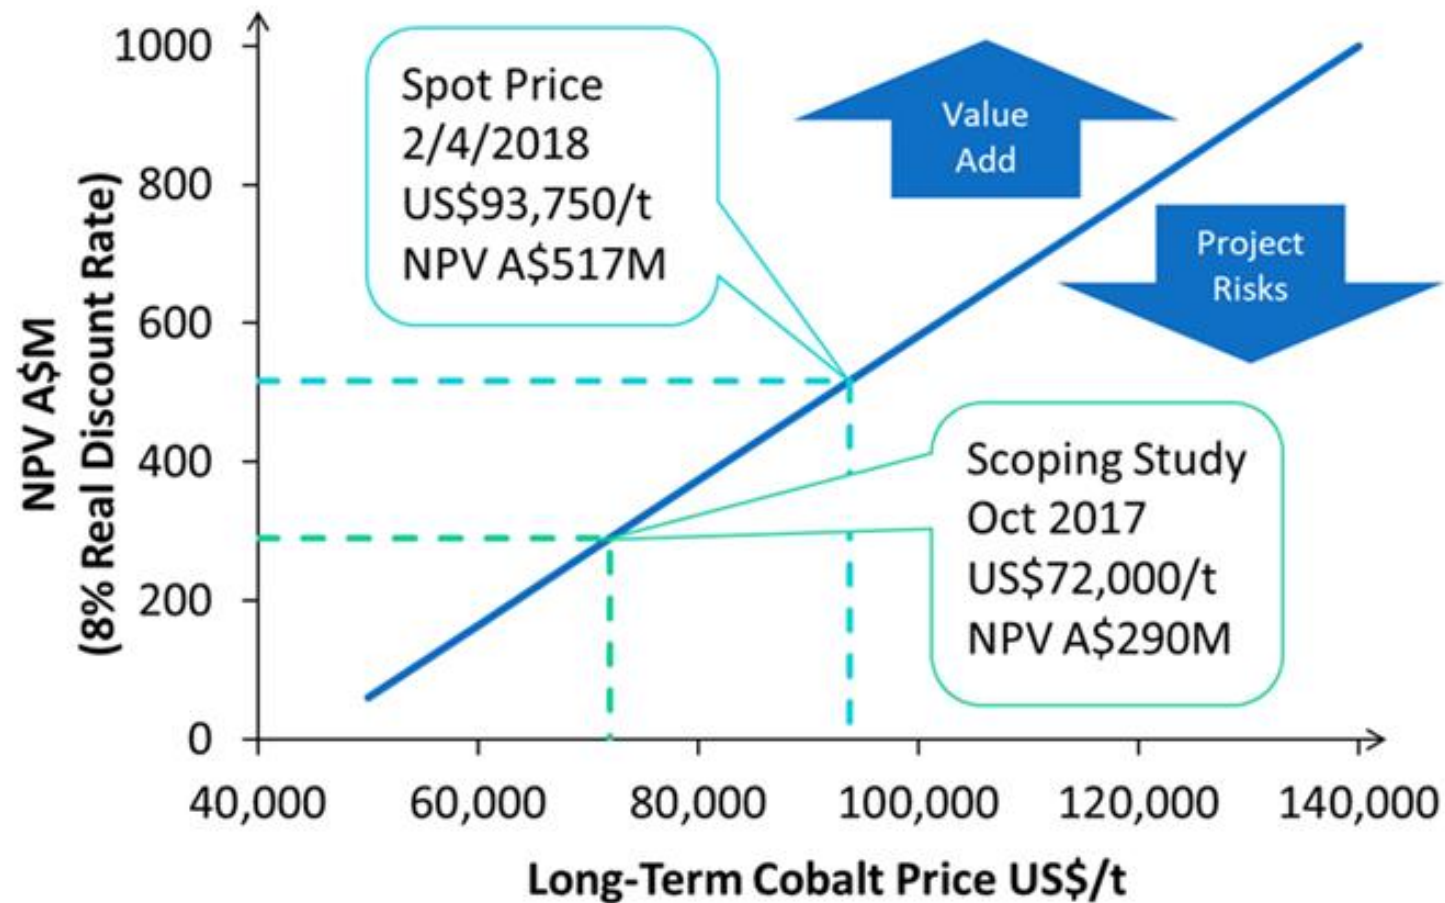 NPV A$M
(8% Real Discount Rate)
1000
800
600
400
200
0
Spot Price
2/4/2018
US$93,750/t
NPV A$517M
Value
Add
Project
Risks
Scoping Study
Oct 2017
US$72,000/t
NPV A$290M
40,000
60,000
80,000
100,000
120,000
140,000
Long-Term Cobalt Price US$/t